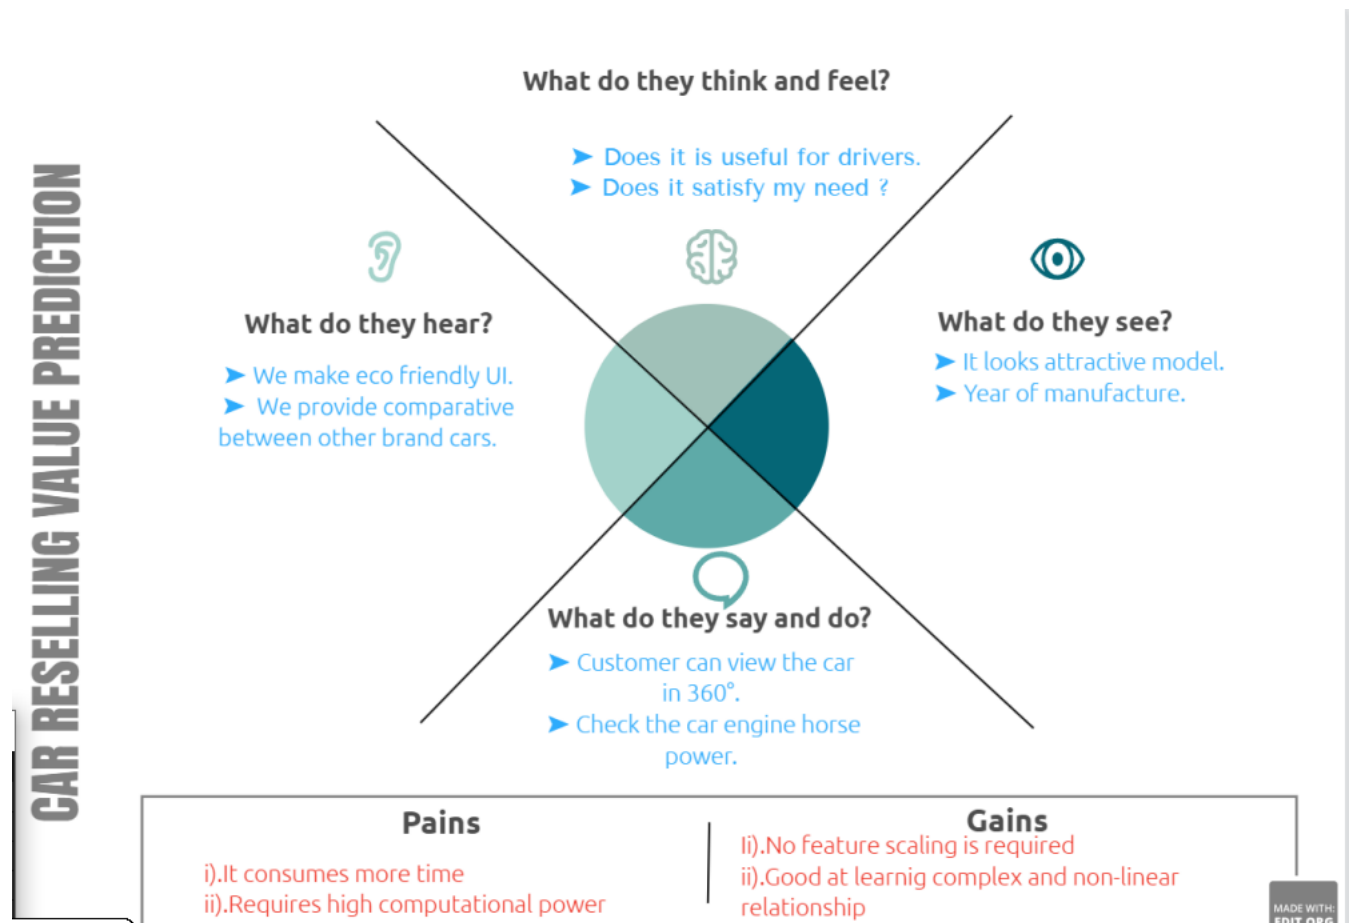 CAR RESELLING VALUE PREDICTION
What do they think and feel?
➤ Does it is useful for drivers.
➤ Does it satisfy my need ?
What do they hear?
➤ We make eco friendly UI.
➤ We provide comparative
between other brand cars.
What do they see?
➤ It looks attractive model.
➤ Year of manufacture.
What do they say and do?
➤ Customer can view the car
in 360°.
➤ Check the car engine horse
power.
Pains
i).It consumes more time
ii).Requires high computational power
Gains
Ii).No feature scaling is required
ii).Good at learnig complex and non-linear
relationship
MADE WITH:
EDIT.ORG